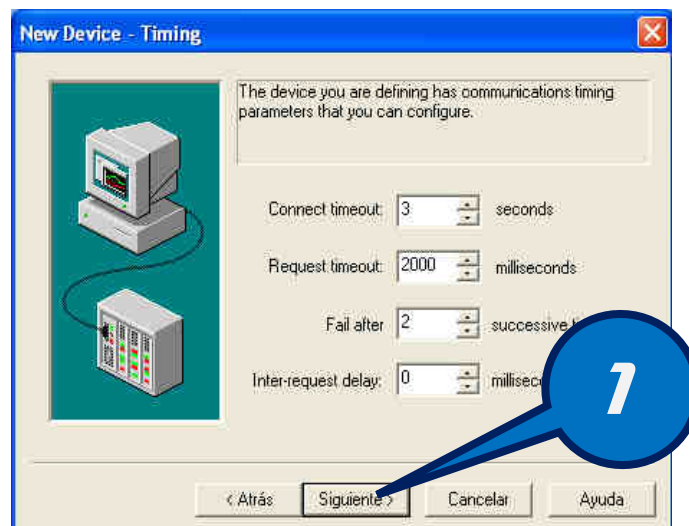 New Device - Timing
The device you are defining has communications timing
parameters that you can configure.
Connect timeout: 3 seconds
Request timeout: 2000 milliseconds
Fail after 2 successive
Inter-request delay: 0
1
< Atrás Siguiente > Cancelar Ayuda